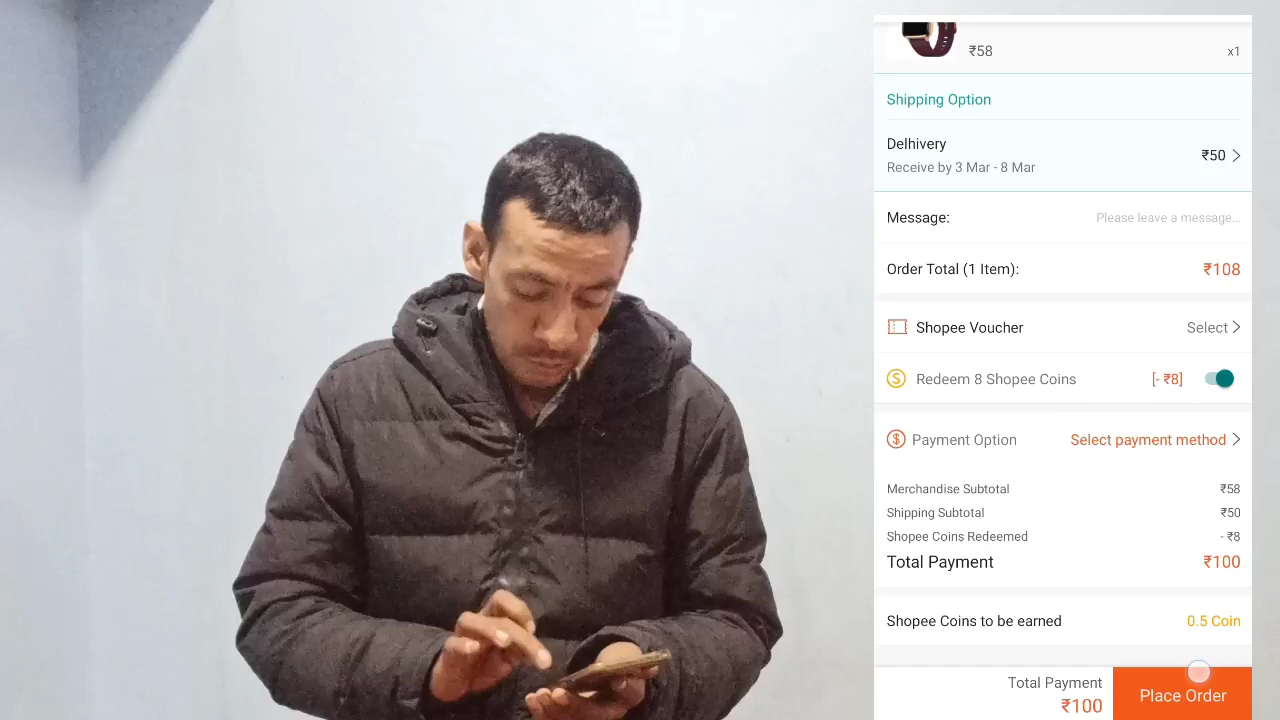 ₹58 x1
Shipping Option
Delhivery
₹50
Receive by 3 Mar - 8 Mar
Message: Please leave a message...
Order Total (1 Item): ₹108
Shopee Voucher Select
Redeem 8 Shopee Coins [- ₹8]
Payment Option Select payment method
Merchandise Subtotal ₹58
Shipping Subtotal ₹50
Shopee Coins Redeemed - ₹8
Total Payment ₹100
Shopee Coins to be earned 0.5 Coin
Total Payment
₹100
Place Order